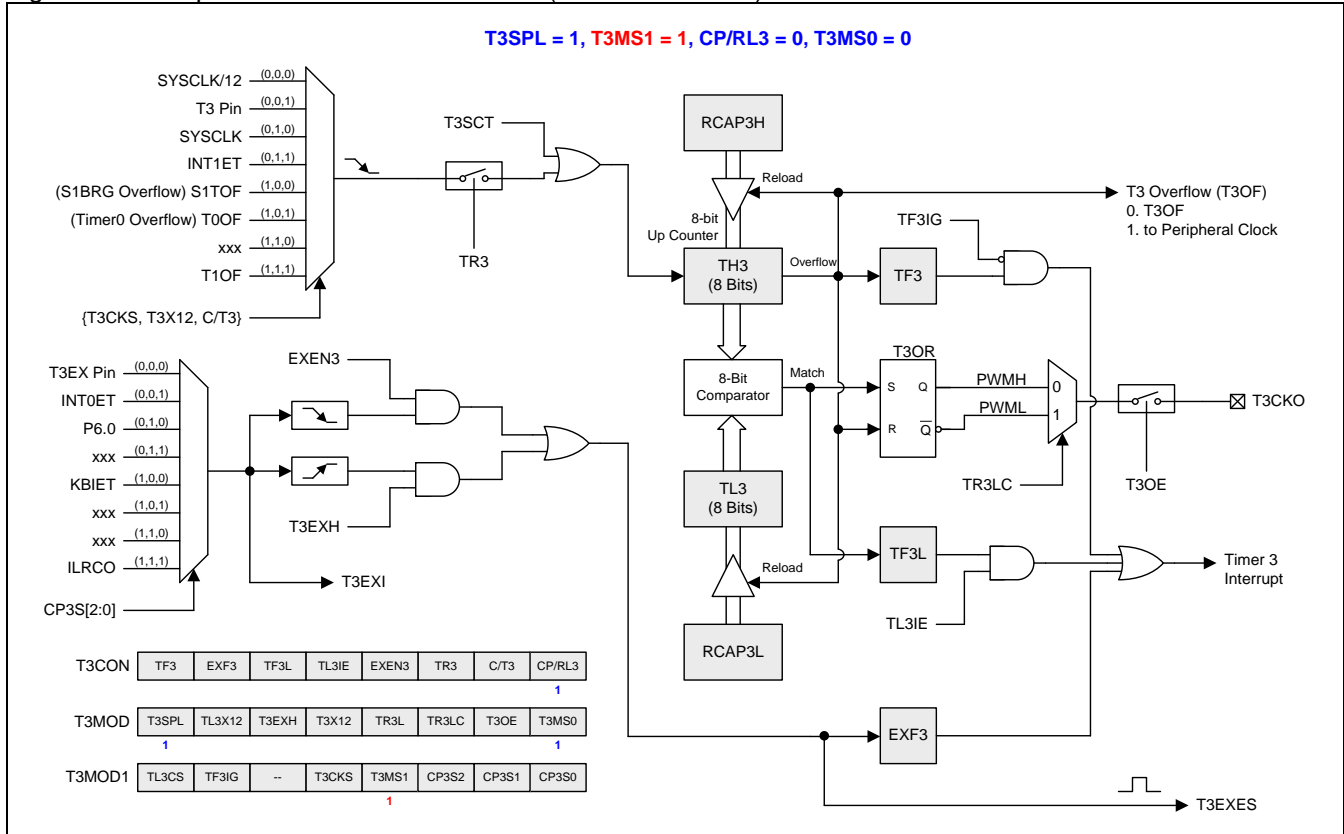 T3SPL = 1, T3MS1 = 1, CP/RL3 = 0, T3MS0 = 0
SYSCLK/12 (0,0,0)
T3 Pin (0,0,1)
SYSCLK (0,1,0)
INT1ET (0,1,1)
(S1BRG Overflow) S1TOF (1,0,0)
(Timer0 Overflow) T0OF (1,0,1)
xxx (1,1,0)
T1OF (1,1,1)
{T3CKS, T3X12, C/T3}
T3SCT
TR3
RCAP3H
Reload
8-bit
Up Counter
TH3
(8 Bits)
Overflow
T3 Overflow (T3OF)
0. T3OF
1. to Peripheral Clock
TF3IG
TF3
T3EX Pin (0,0,0)
INT0ET (0,0,1)
P6.0 (0,1,0)
xxx (0,1,1)
KBIET (1,0,0)
xxx (1,0,1)
xxx (1,1,0)
ILRCO (1,1,1)
CP3S[2:0]
EXEN3
T3EXH
T3EXI
8-Bit
Comparator
Match
T3OR
S Q
R Q
PWMH 0
PWML 1
TR3LC
T3OE
T3CKO
TL3
(8 Bits)
Reload
RCAP3L
TF3L
TL3IE
Timer 3
Interrupt
T3CON TF3 EXF3 TF3L TL3IE EXEN3 TR3 C/T3 CP/RL3
1
T3MOD T3SPL TL3X12 T3EXH T3X12 TR3L TR3LC T3OE T3MS0
1 1
T3MOD1 TL3CS TF3IG -- T3CKS T3MS1 CP3S2 CP3S1 CP3S0
1
EXF3
T3EXES